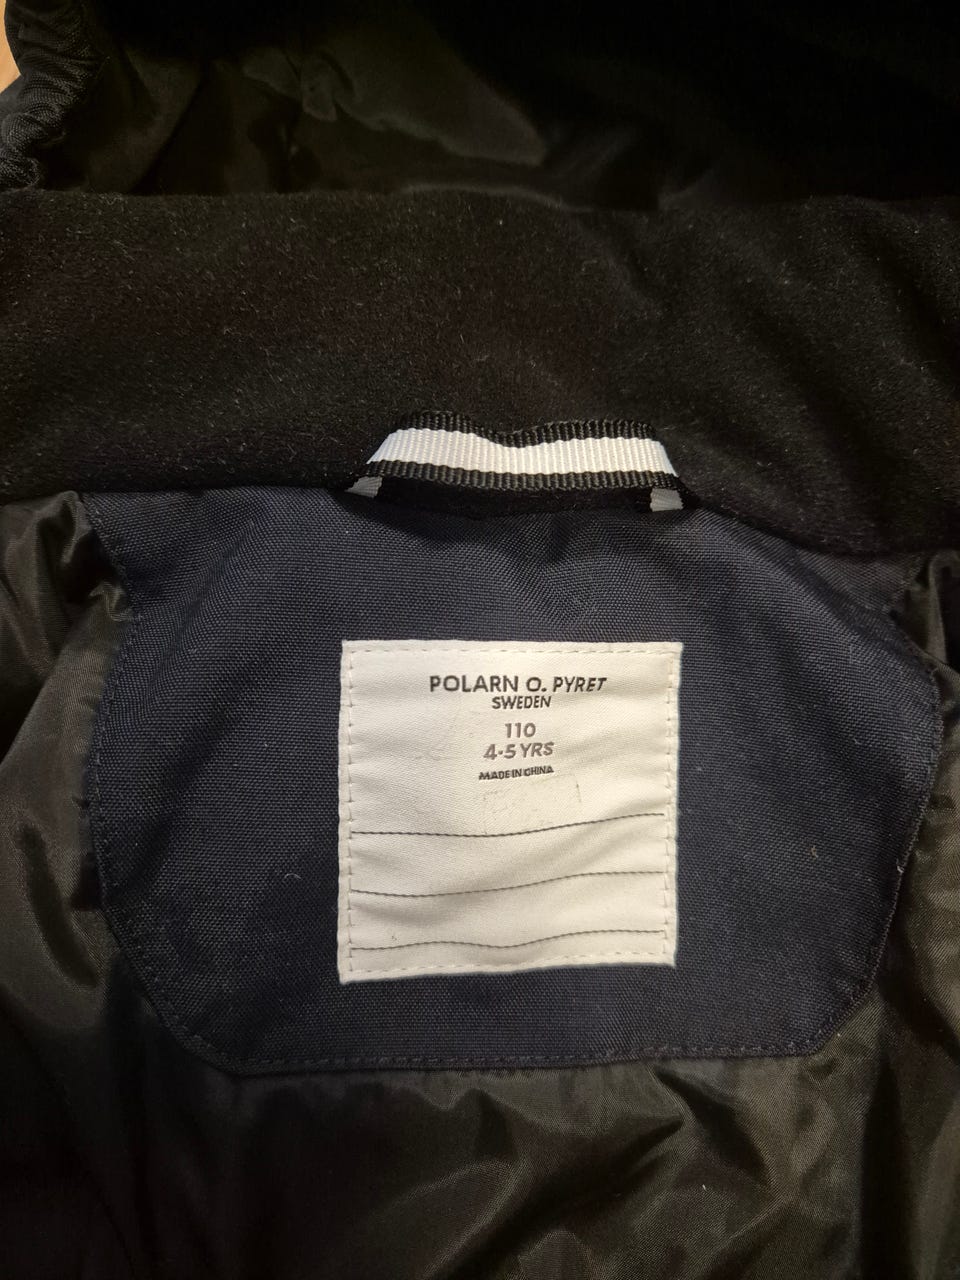 POLARN O. PYRET
SWEDEN
110
4-5 YRS
MADE IN CHINA